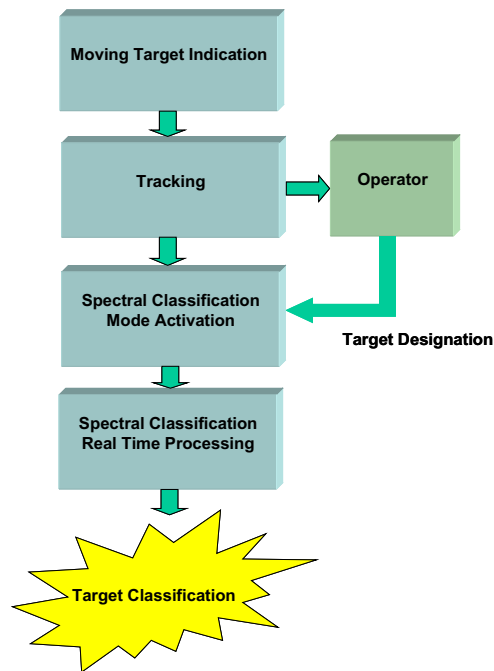 Moving Target Indication
Tracking
Operator
Spectral Classification
Mode Activation
Target Designation
Spectral Classification
Real Time Processing
Target Classification